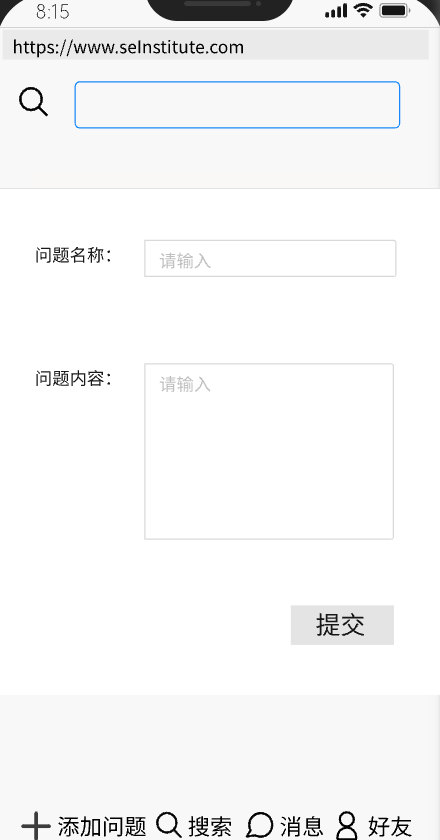 8:15
https://www.seInstitute.com
问题名称：
请输入
问题内容：
请输入
提交
添加问题 搜索 消息 好友